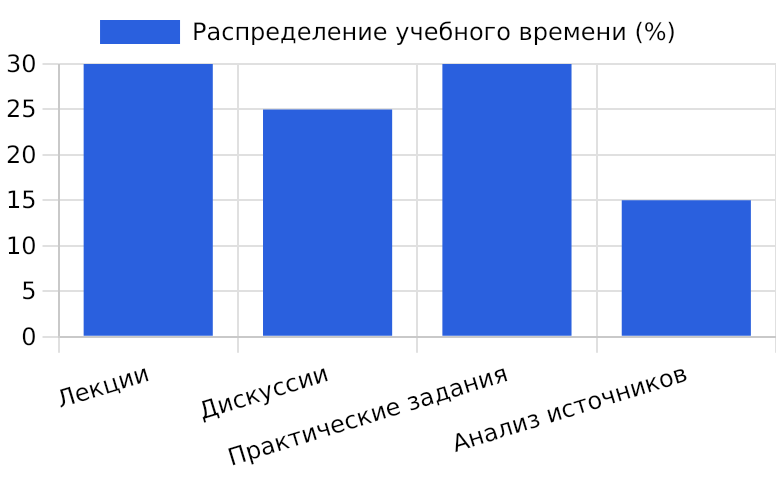 Распределение учебного времени (%)
30
25
20
15
10
5
0
Лекции
Дискуссии
Практические задания
Анализ источников